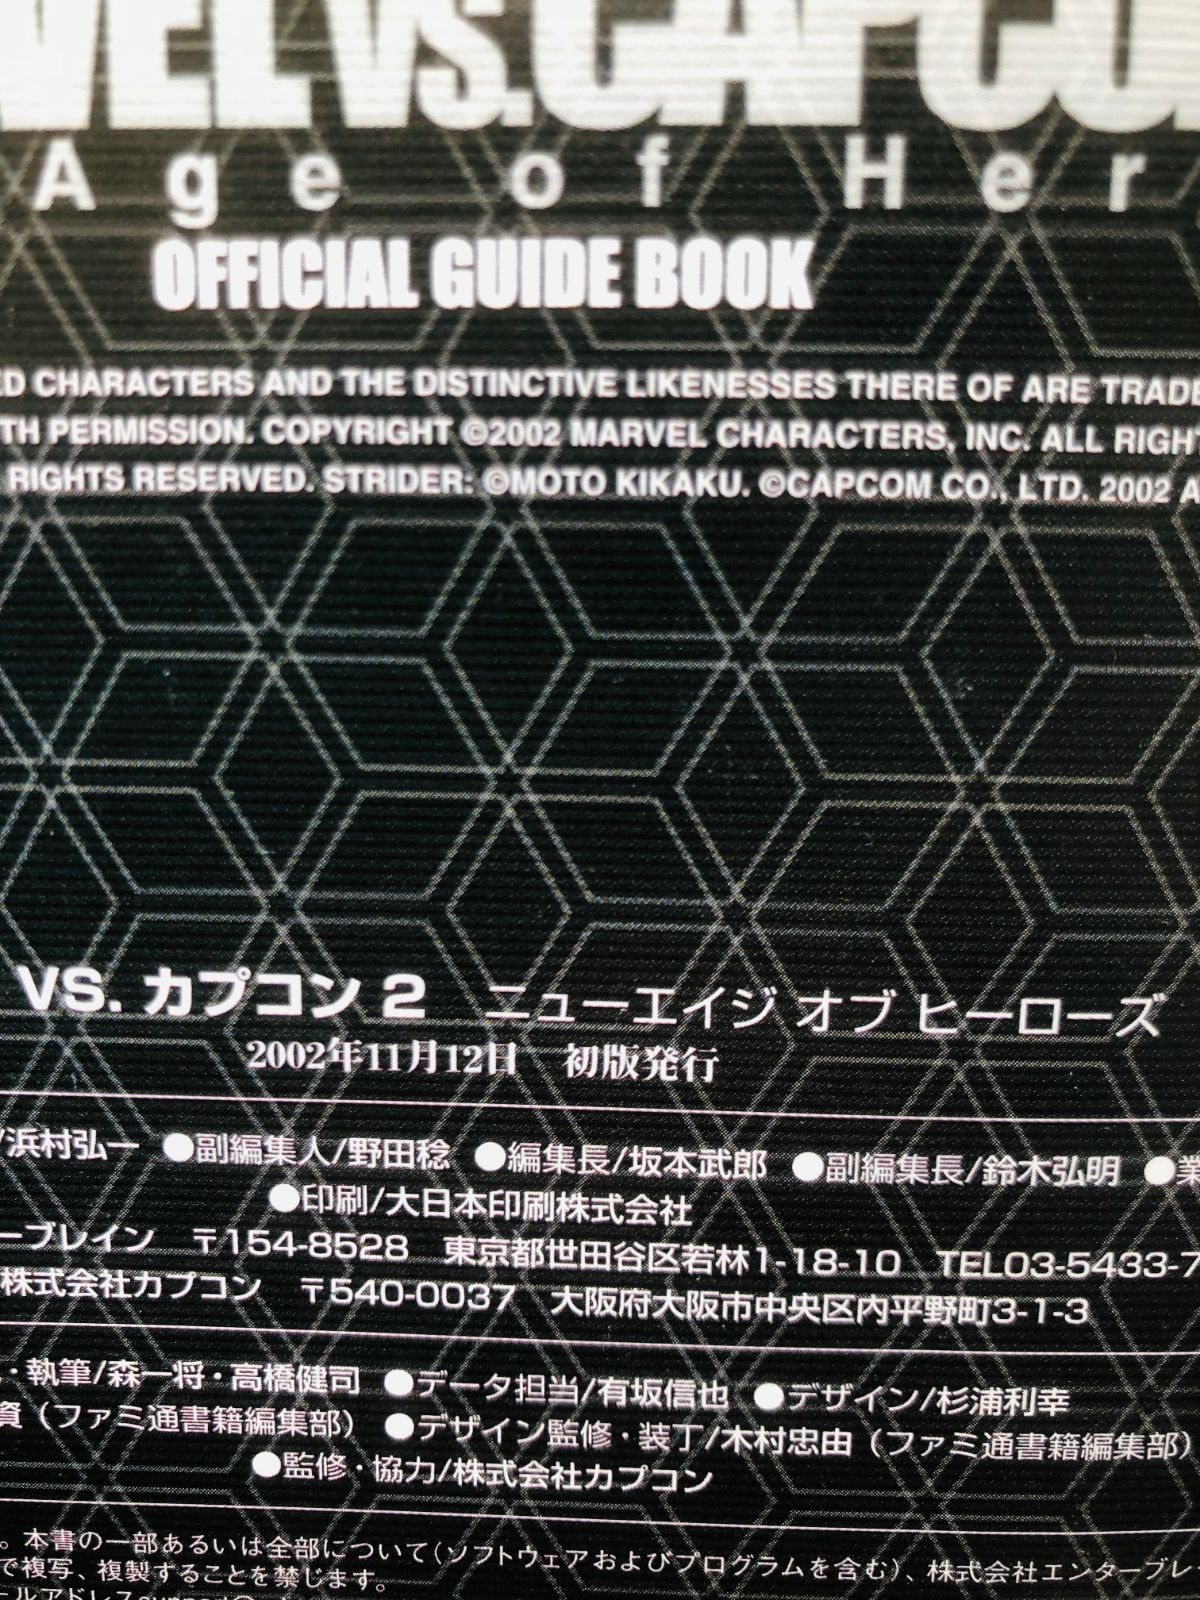 VEL VS. CAPCO
Age of Her
OFFICIAL GUIDE BOOK
ED CHARACTERS AND THE DISTINCTIVE LIKENESSES THERE OF ARE TRADE
TH PERMISSION. COPYRIGHT ©2002 MARVEL CHARACTERS, INC. ALL RIGHT
RIGHTS RESERVED. STRIDER: ©MOTO KIKAKU. ©CAPCOM CO., LTD. 2002 A
VS. カプコン 2 ニューエイジ オブ ヒーローズ
2002年11月12日 初版発行
/浜村弘一 ●副編集人/野田稔 ●編集長/坂本武郎 ●副編集長/鈴木弘明 ●業
●印刷/大日本印刷株式会社
ーブレイン 〒154-8528 東京都世田谷区若林1-18-10 TEL03-5433-7
株式会社カプコン 〒540-0037 大阪府大阪市中央区内平野町3-1-3
・執筆/森一将・高橋健司 ●データ担当/有坂信也 ●デザイン/杉浦利幸
資(ファミ通書籍編集部) ●デザイン監修・装丁/木村忠由(ファミ通書籍編集部)
●監修・協力/株式会社カプコン
。本書の一部あるいは全部について(ソフトウェアおよびプログラムを含む)、株式会社エンターブレ
で複写、複製することを禁じます。
ールアドレス